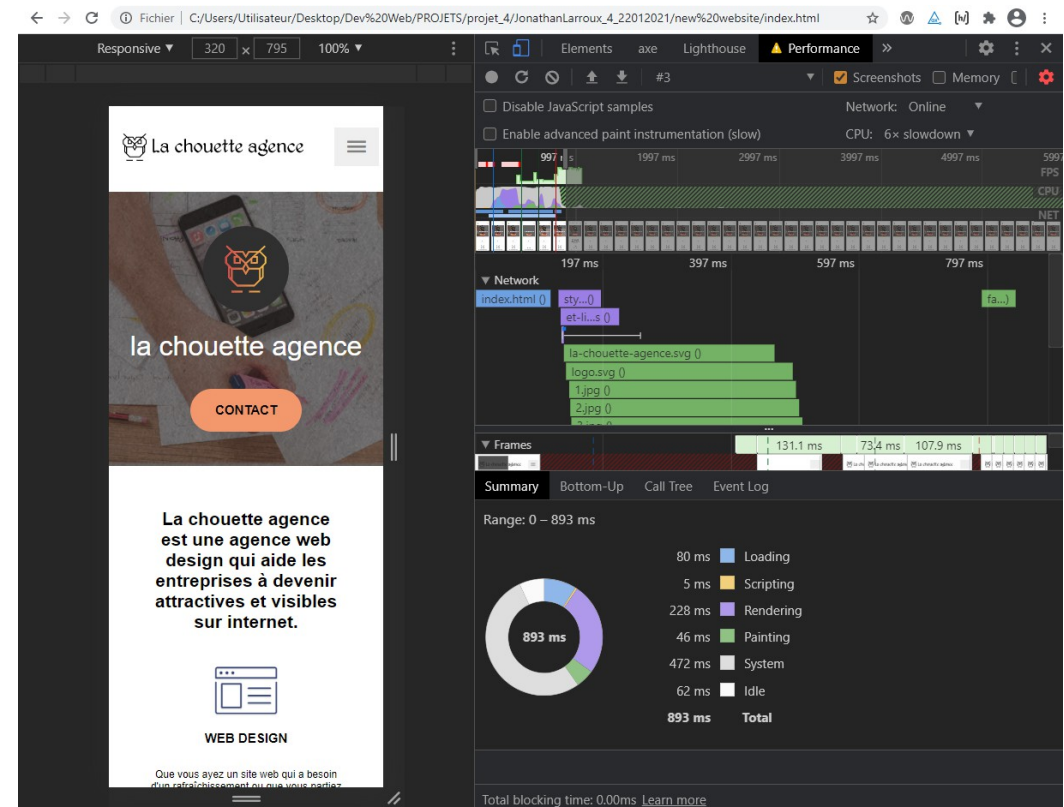 Fichier | C:/Users/Utilisateur/Desktop/Dev%20Web/PROJETS/projet_4/JonathanLarroux_4_22012021/new%20website/index.html
Responsive ▼ 320 x 795 100% ▼
Elements axe Lighthouse Performance »
#3 Screenshots Memory
Disable JavaScript samples Network: Online ▼
Enable advanced paint instrumentation (slow) CPU: 6× slowdown ▼
1997 ms 2997 ms 3997 ms 4997 ms
FPS
CPU
NET
197 ms 397 ms 597 ms 797 ms
▼ Network
index.html () sty...() fa...)
et-li...s ()
la-chouette-agence.svg ()
logo.svg ()
1.jpg ()
2.jpg ()
▼ Frames 131.1 ms 73.4 ms 107.9 ms
Summary Bottom-Up Call Tree Event Log
Range: 0 – 893 ms
80 ms Loading
5 ms Scripting
228 ms Rendering
46 ms Painting
472 ms System
62 ms Idle
893 ms Total
893 ms
Total blocking time: 0.00ms Learn more
La chouette agence
la chouette agence
CONTACT
La chouette agence
est une agence web
design qui aide les
entreprises à devenir
attractives et visibles
sur internet.
WEB DESIGN
Que vous ayez un site web qui a besoin
d'un rafraîchissement ou que vous partiez